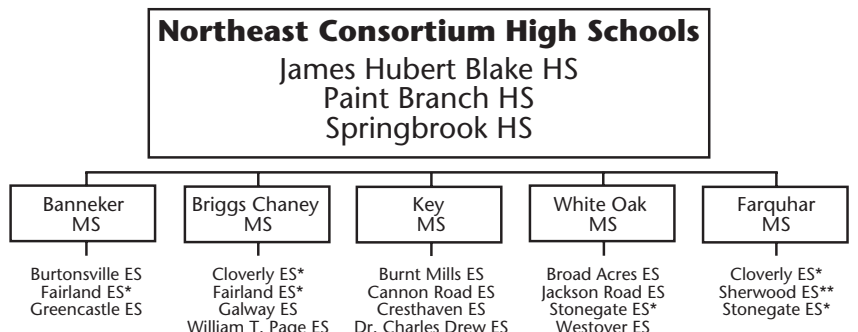 Northeast Consortium High Schools
James Hubert Blake HS
Paint Branch HS
Springbrook HS
Banneker
MS
Burtonsville ES
Fairland ES*
Greencastle ES
Briggs Chaney
MS
Cloverly ES*
Fairland ES*
Galway ES
William T. Page ES
Key
MS
Burnt Mills ES
Cannon Road ES
Cresthaven ES
Dr. Charles Drew ES
White Oak
MS
Broad Acres ES
Jackson Road ES
Stonegate ES*
Westover ES
Farquhar
MS
Cloverly ES*
Sherwood ES**
Stonegate ES*